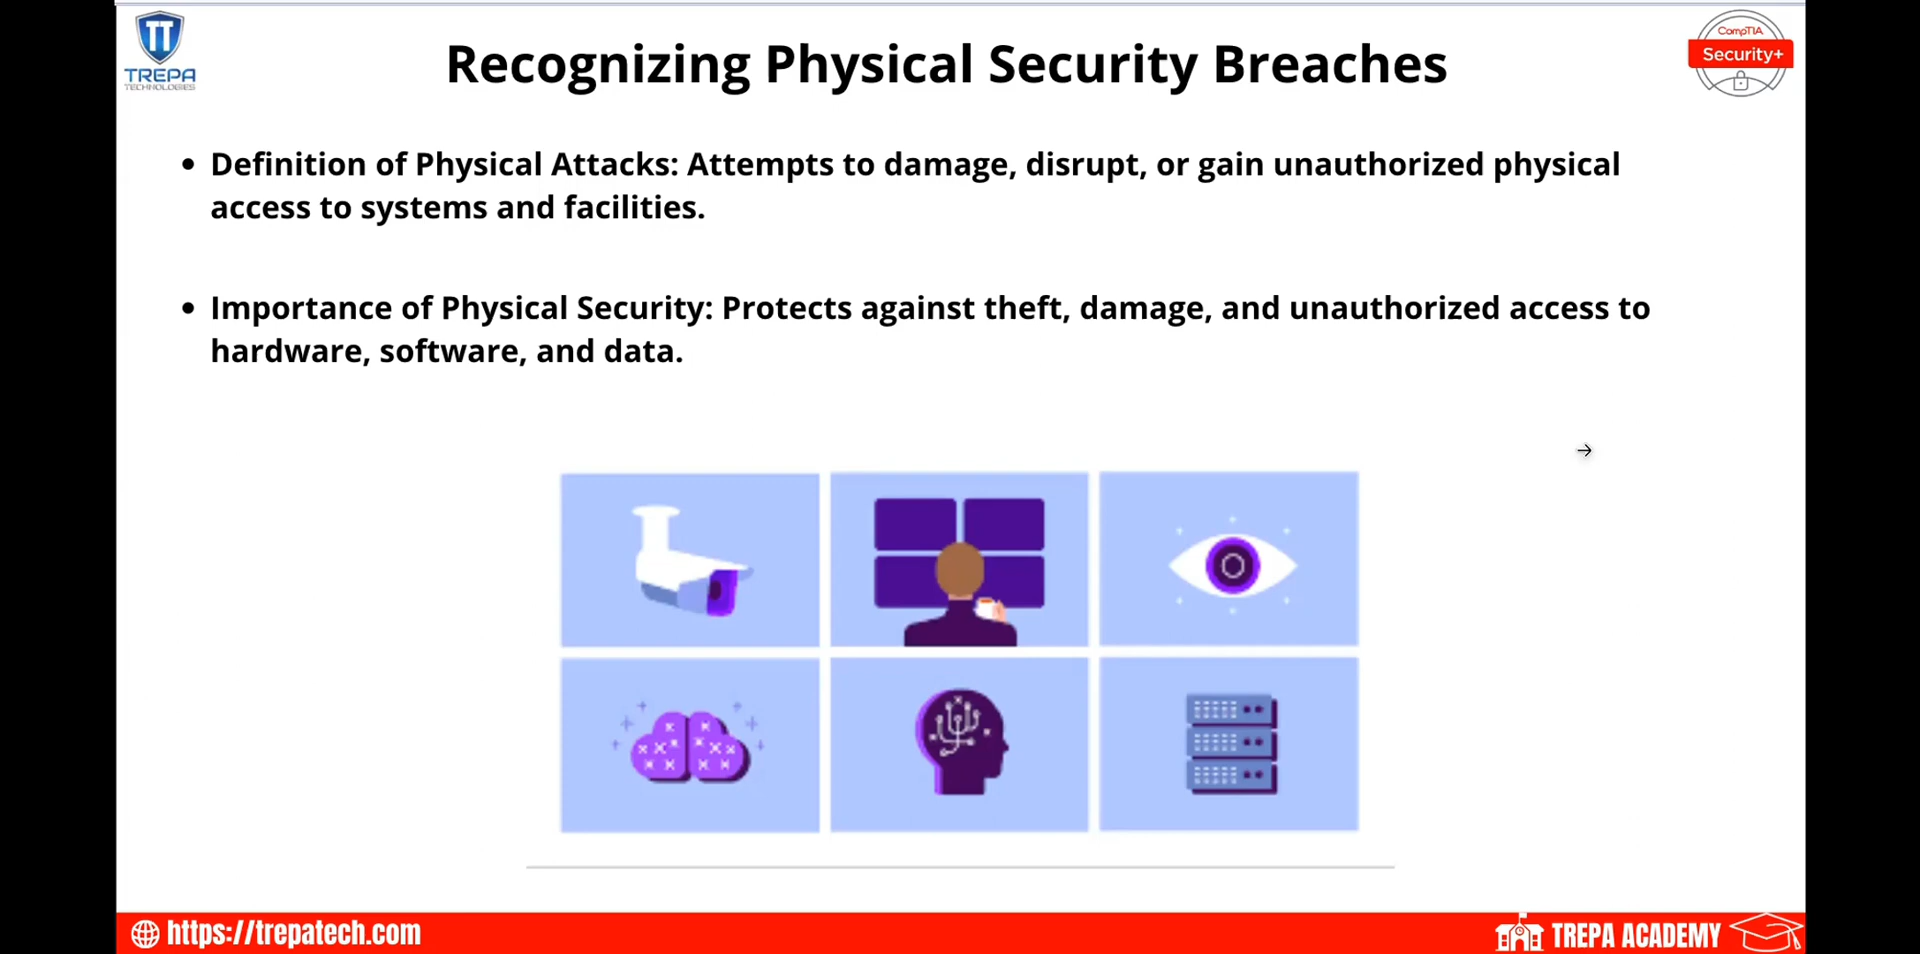 TREPA
TECHNOLOGIES
Recognizing Physical Security Breaches
CompTIA
Security+
• Definition of Physical Attacks: Attempts to damage, disrupt, or gain unauthorized physical
access to systems and facilities.
• Importance of Physical Security: Protects against theft, damage, and unauthorized access to
hardware, software, and data.
https://trepatech.com
TREPA ACADEMY